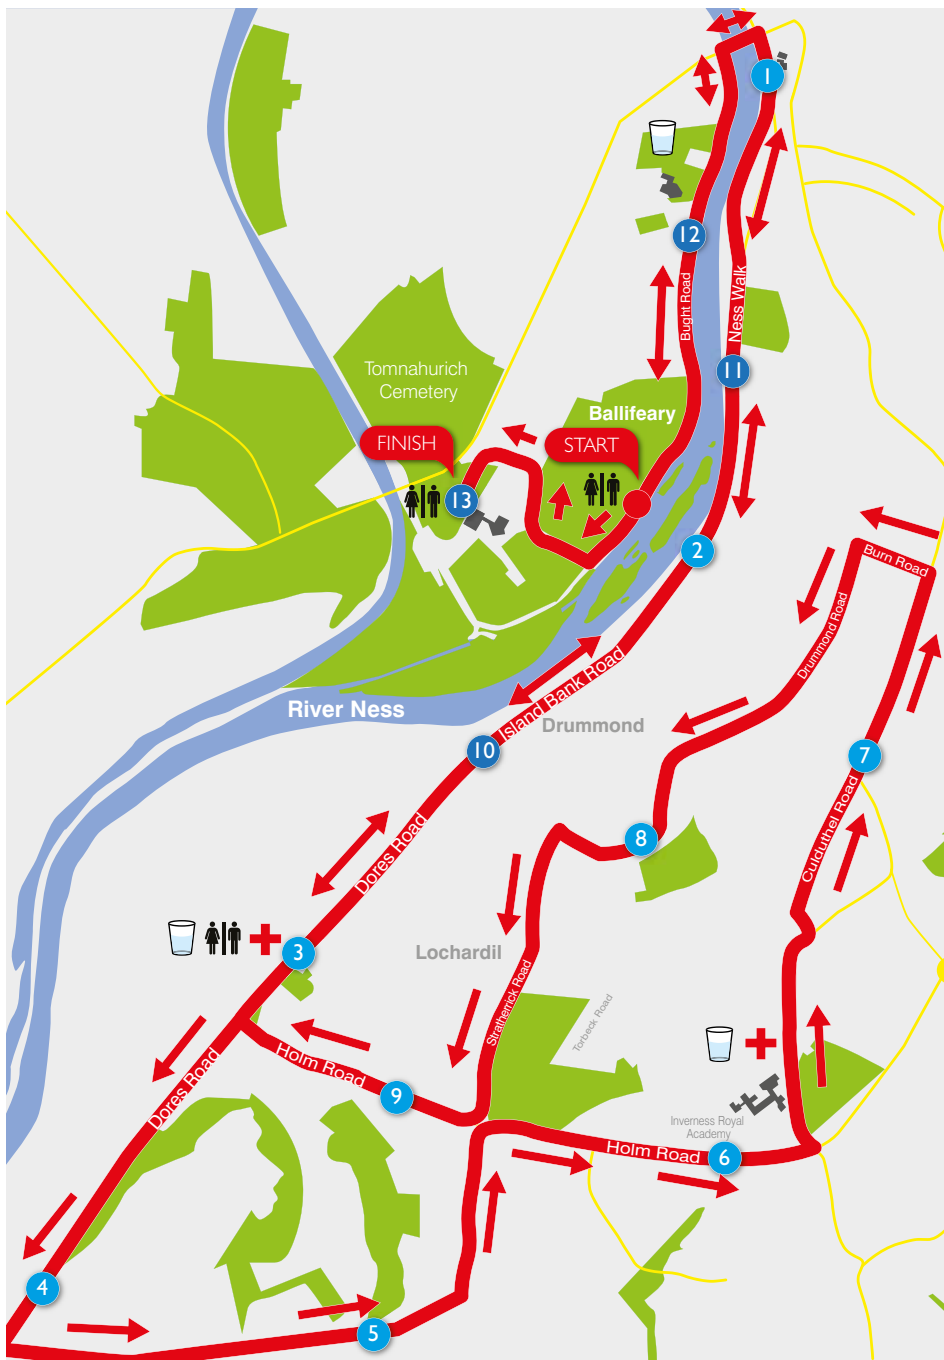 1
12
Bught Road
Ness Walk
11
Tomnahurich
Cemetery
Ballifeary
FINISH
START
13
2
Burn Road
Drummond Road
Island Bank Road
River Ness
Drummond
10
7
Culduthel Road
8
Dores Road
3
Lochardil
Stratherrick Road
Torbeck Road
Holm Road
Dores Road
9
Inverness Royal
Academy
Holm Road
6
4
5